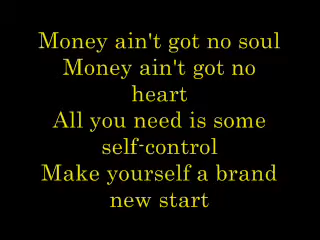 Money ain't got no soul
Money ain't got no
heart
All you need is some
self-control
Make yourself a brand
new start